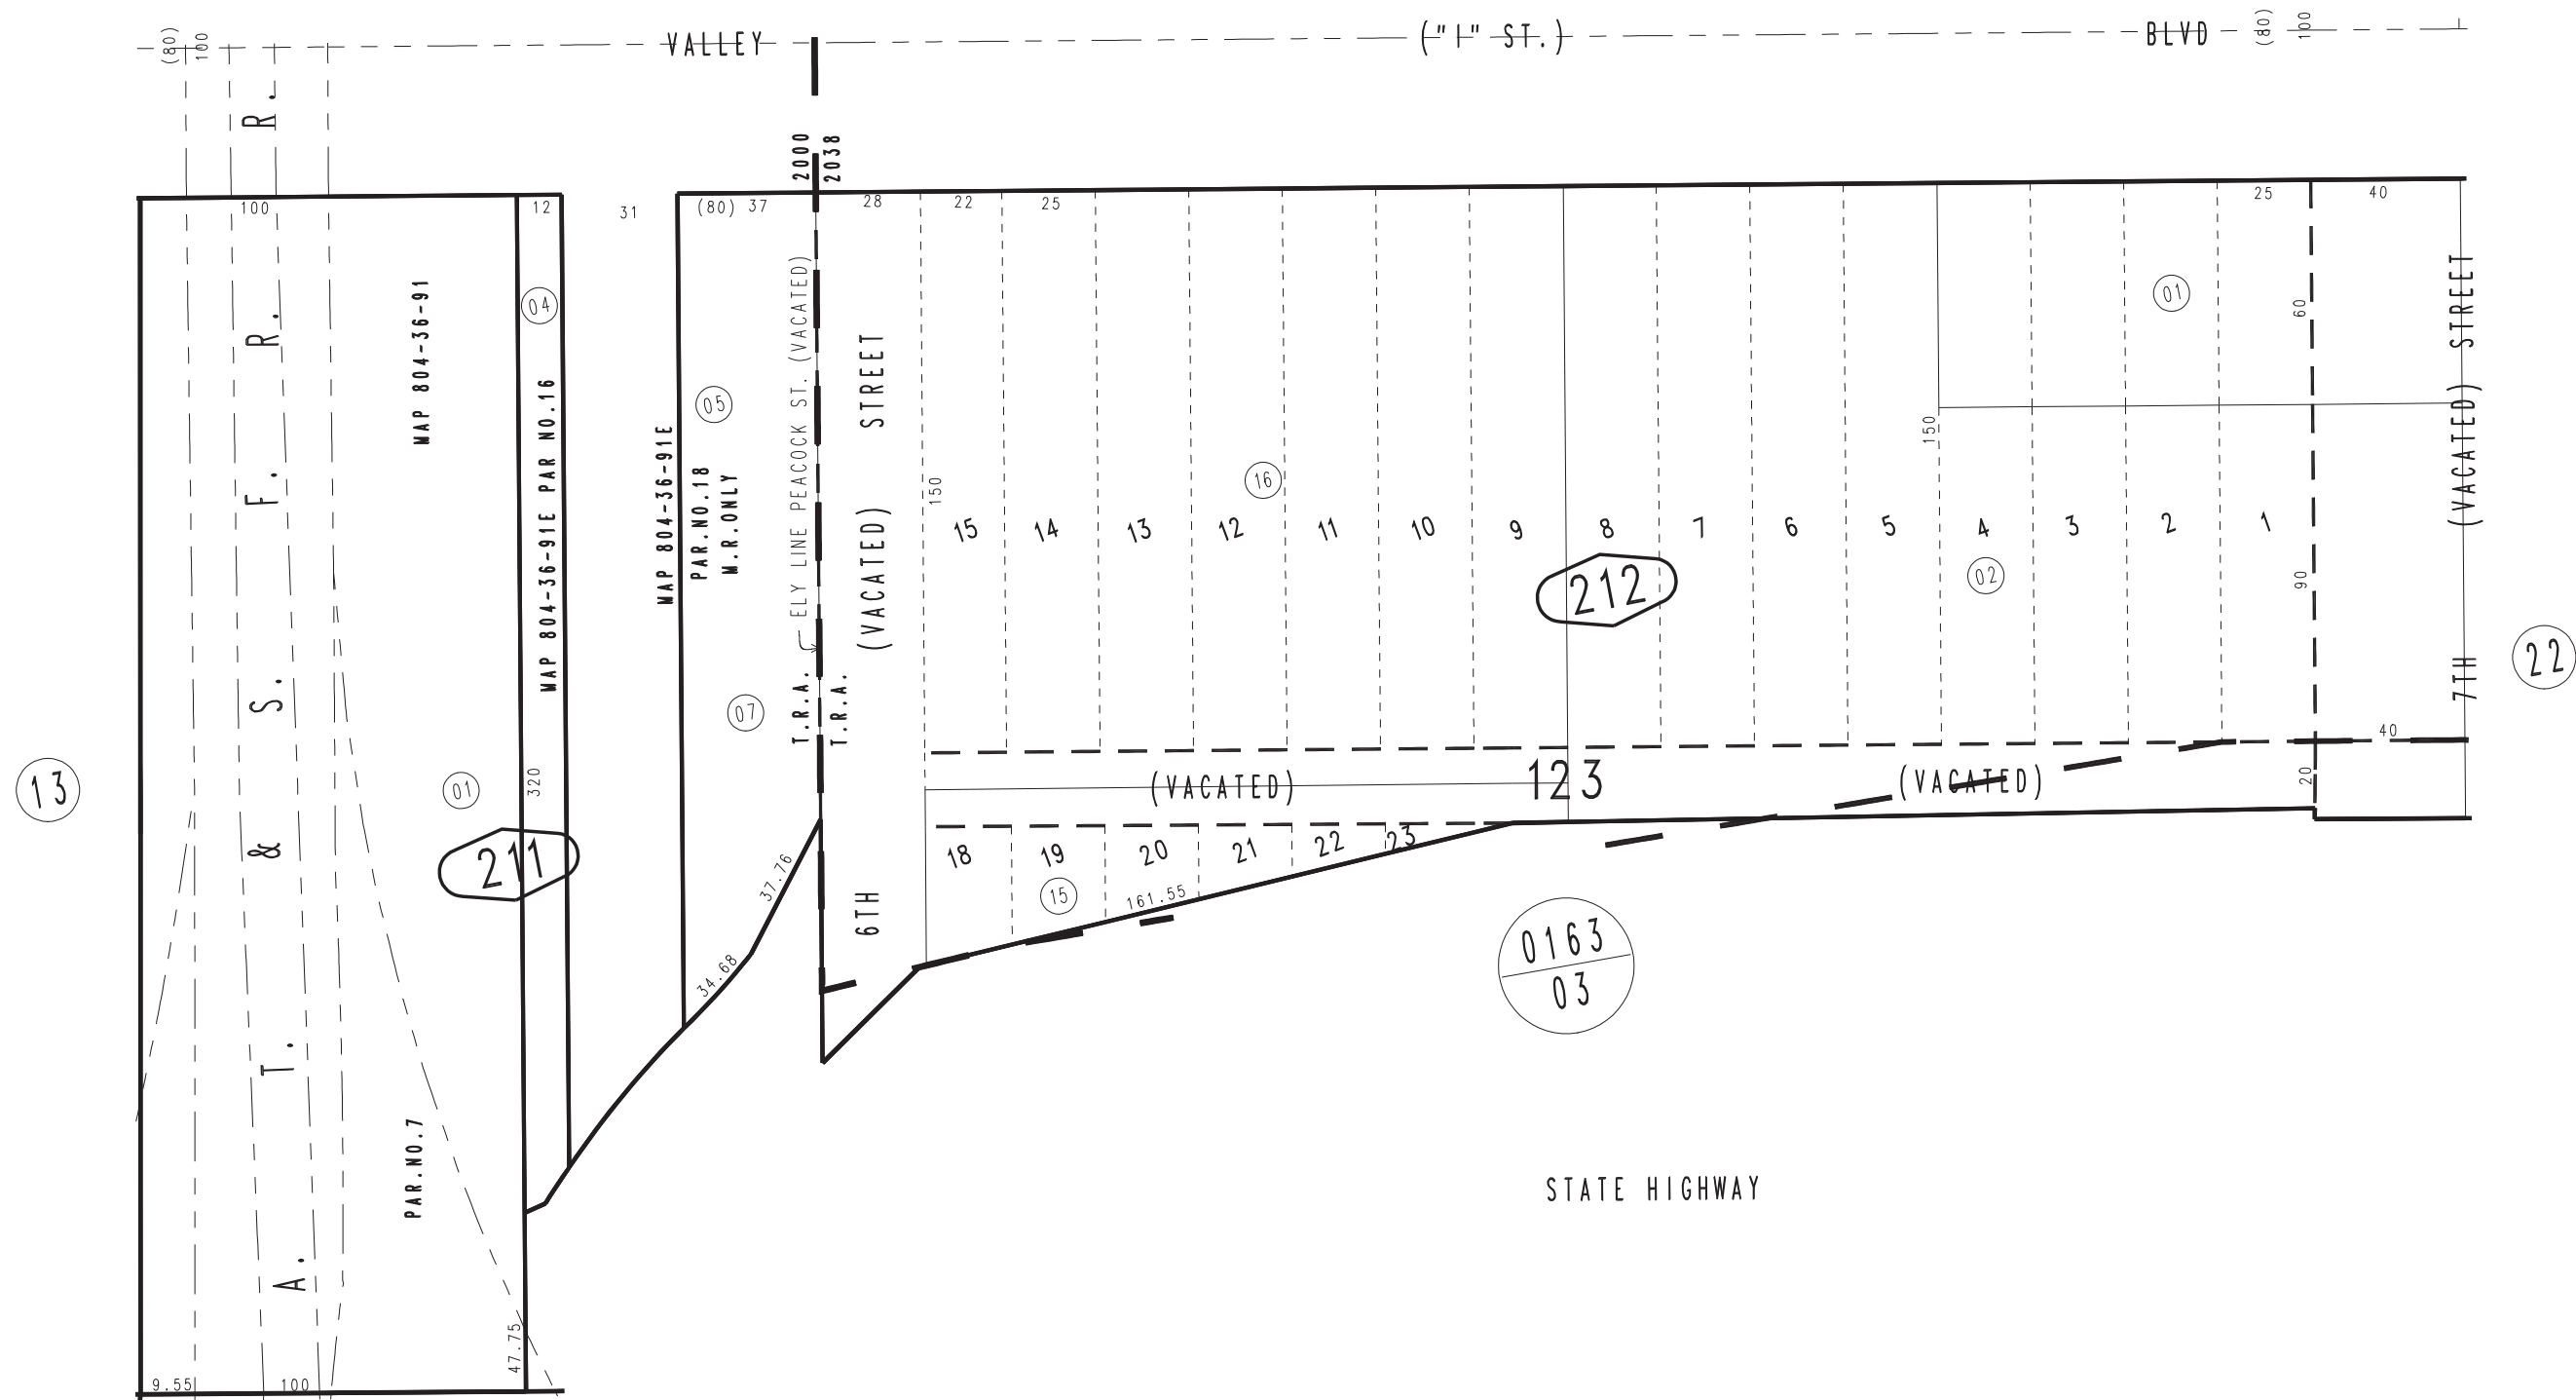 (80)
100
VALLEY
("I" ST.)
BLVD
(80)
100
2000
2038
100
12
31
(80) 37
28
22
25
25
40
A. T. & S. F. R. R.
MAP 804-36-91
PAR.NO.7
04
MAP 804-36-91E PAR NO.16
MAP 804-36-91E
PAR.NO.18
M.R.ONLY
05
07
ELY LINE PEACOCK ST. (VACATED)
T.R.A.
T.R.A.
6TH (VACATED) STREET
150
16
150
01
60
7TH (VACATED) STREET
15 14 13 12 11 10 9 8 7 6 5 4 3 2 1
212
02
90
22
40
13
01
320
211
(VACATED)
123
(VACATED)
20
18 19 20 21 22 23
15
161.55
37.76
34.68
0163
03
STATE HIGHWAY
47.75
9.55
100